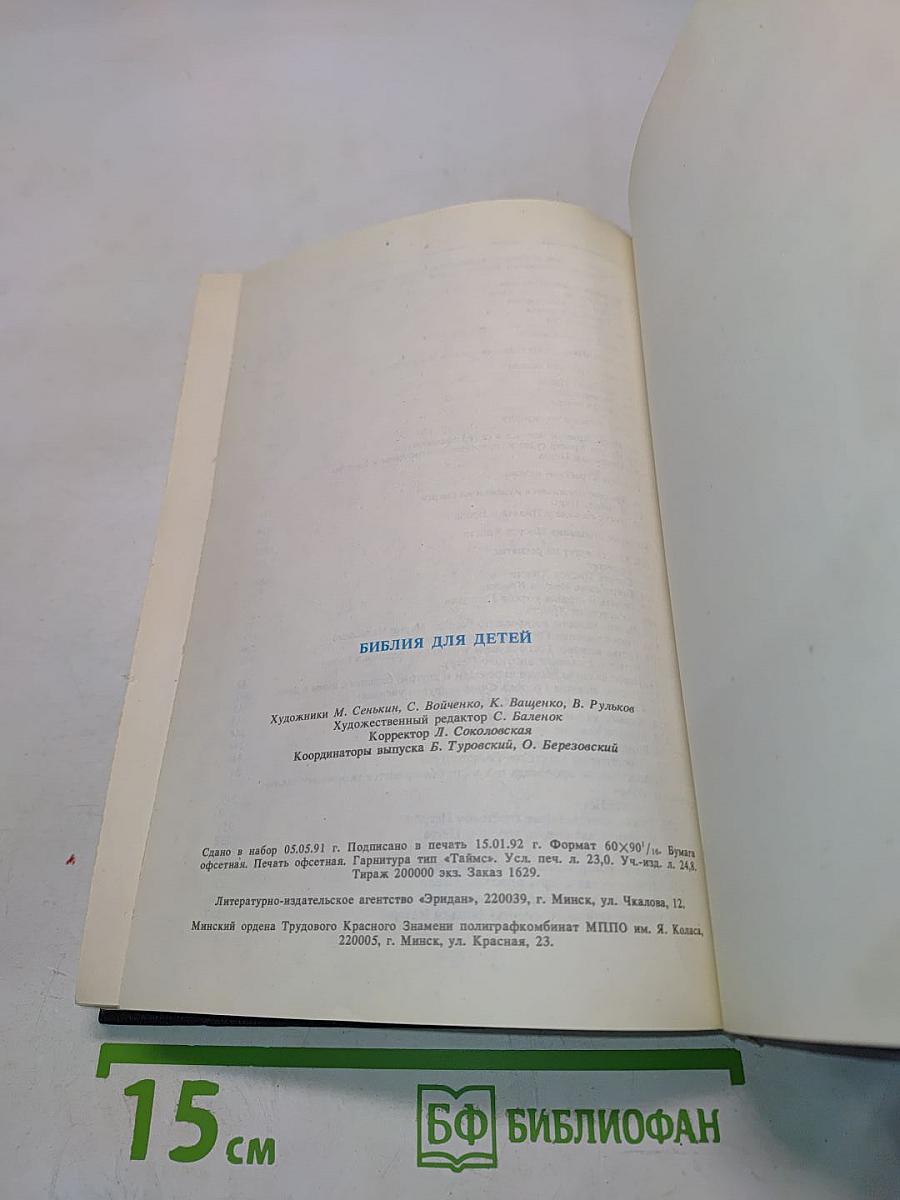 БИБЛИЯ ДЛЯ ДЕТЕЙ
Художники М. Сенькин, С. Войченко, К. Ващенко, В. Рульков
Художественный редактор С. Баленок
Корректор Л. Соколовская
Координаторы выпуска Б. Туровский, О. Березовский
Сдано в набор 05.05.91 г. Подписано в печать 15.01.92 г. Формат 60×90¹/₁₆. Бумага
офсетная. Печать офсетная. Гарнитура тип «Таймс». Усл. печ. л. 23,0. Уч.-изд. л. 24,8.
Тираж 200000 экз. Заказ 1629.
Литературно-издательское агентство «Эридан», 220039, г. Минск, ул. Чкалова, 12.
Минский ордена Трудового Красного Знамени полиграфкомбинат МППО им. Я. Коласа,
220005, г. Минск, ул. Красная, 23.
15 см
БФ БИБЛИОФАН